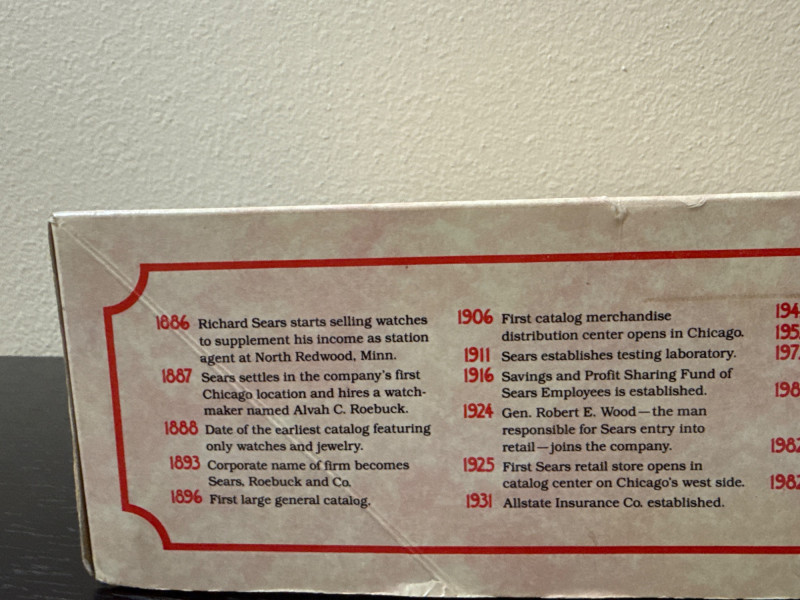 1886 Richard Sears starts selling watches
to supplement his income as station
agent at North Redwood, Minn.
1887 Sears settles in the company's first
Chicago location and hires a watch-
maker named Alvah C. Roebuck.
1888 Date of the earliest catalog featuring
only watches and jewelry.
1893 Corporate name of firm becomes
Sears, Roebuck and Co.
1896 First large general catalog.
1906 First catalog merchandise
distribution center opens in Chicago.
1911 Sears establishes testing laboratory.
1916 Savings and Profit Sharing Fund of
Sears Employees is established.
1924 Gen. Robert E. Wood—the man
responsible for Sears entry into
retail—joins the company.
1925 First Sears retail store opens in
catalog center on Chicago's west side.
1931 Allstate Insurance Co. established.
1982
1982